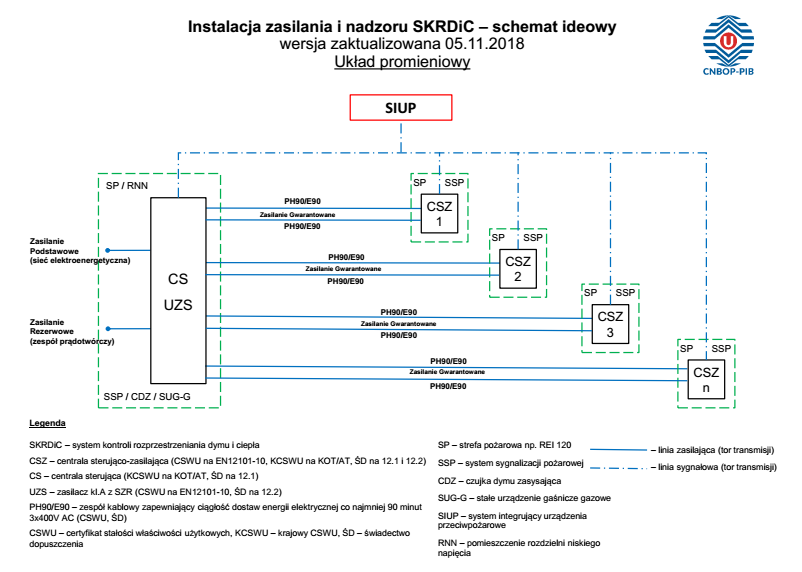 Instalacja zasilania i nadzoru SKRDiC – schemat ideowy
wersja zaktualizowana 05.11.2018
Układ promieniowy
CNBOP-PIB
SIUP
SP / RNN
SP SSP
CSZ
1
PH90/E90
Zasilanie Gwarantowane
PH90/E90
Zasilanie
Podstawowe
(sieć elektroenergetyczna)
SP SSP
CSZ
2
PH90/E90
Zasilanie Gwarantowane
PH90/E90
CS
UZS
SP SSP
CSZ
3
PH90/E90
Zasilanie Gwarantowane
PH90/E90
Zasilanie
Rezerwowe
(zespół prądotwórczy)
SP SSP
CSZ
n
PH90/E90
Zasilanie Gwarantowane
PH90/E90
SSP / CDZ / SUG-G
Legenda
SKRDiC – system kontroli rozprzestrzeniania dymu i ciepła
CSZ – centrala sterująco-zasilająca (CSWU na EN12101-10, KCSWU na KOT/AT, ŚD na 12.1 i 12.2)
CS – centrala sterująca (KCSWU na KOT/AT, ŚD na 12.1)
UZS – zasilacz kl.A z SZR (CSWU na EN12101-10, ŚD na 12.2)
PH90/E90 – zespół kablowy zapewniający ciągłość dostaw energii elektrycznej co najmniej 90 minut
3x400V AC (CSWU, ŚD)
CSWU – certyfikat stałości właściwości użytkowych, KCSWU – krajowy CSWU, ŚD – świadectwo
dopuszczenia
SP – strefa pożarowa np. REI 120
SSP – system sygnalizacji pożarowej
CDZ – czujka dymu zasysająca
SUG-G – stałe urządzenie gaśnicze gazowe
SIUP – system integrujący urządzenia
przeciwpożarowe
RNN – pomieszczenie rozdzielni niskiego
napięcia
– linia zasilająca (tor transmisji)
– linia sygnałowa (tor transmisji)